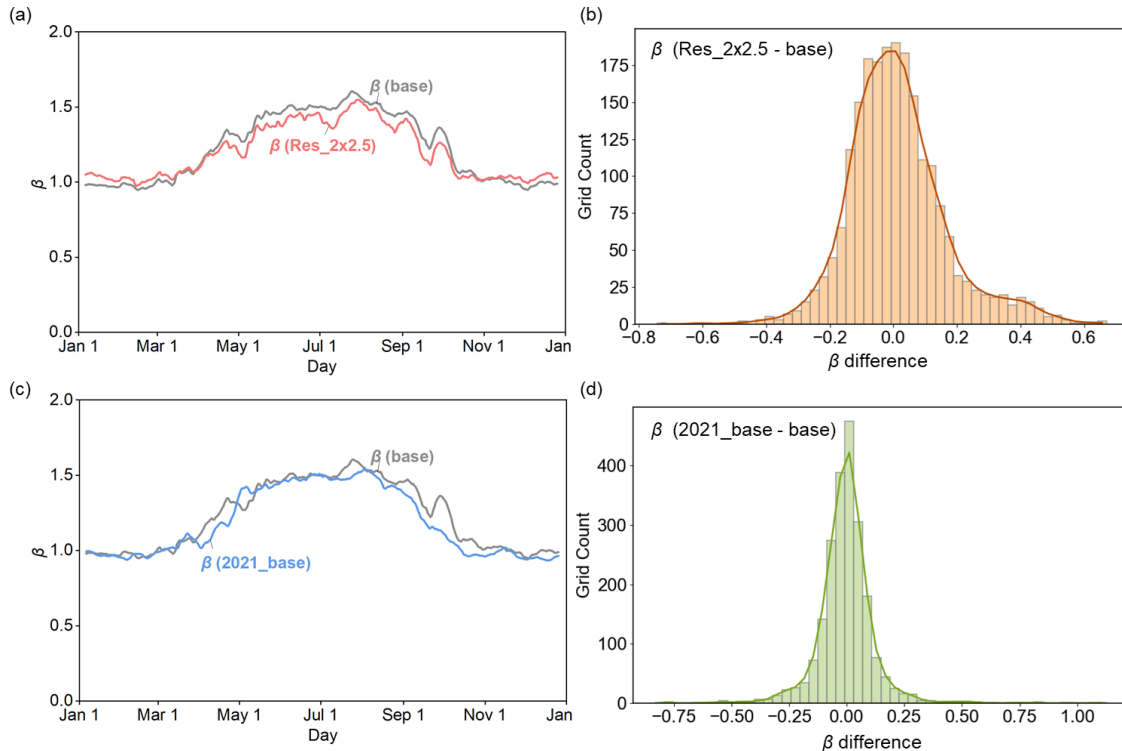 (a)
2.0
1.5
1.0
0.5
0.0
β
β (base)
β (Res_2x2.5)
Jan 1 Mar 1 May 1 Jul 1 Sep 1 Nov 1 Jan
Day
(b)
β (Res_2x2.5 - base)
175
150
125
100
75
50
25
0
Grid Count
−0.8 −0.6 −0.4 −0.2 0.0 0.2 0.4 0.6
β difference
(c)
2.0
1.5
1.0
0.5
0.0
β
β (base)
β (2021_base)
Jan 1 Mar 1 May 1 Jul 1 Sep 1 Nov 1 Jan
Day
(d)
β (2021_base - base)
400
300
200
100
0
Grid Count
−0.75 −0.50 −0.25 0.00 0.25 0.50 0.75 1.00
β difference